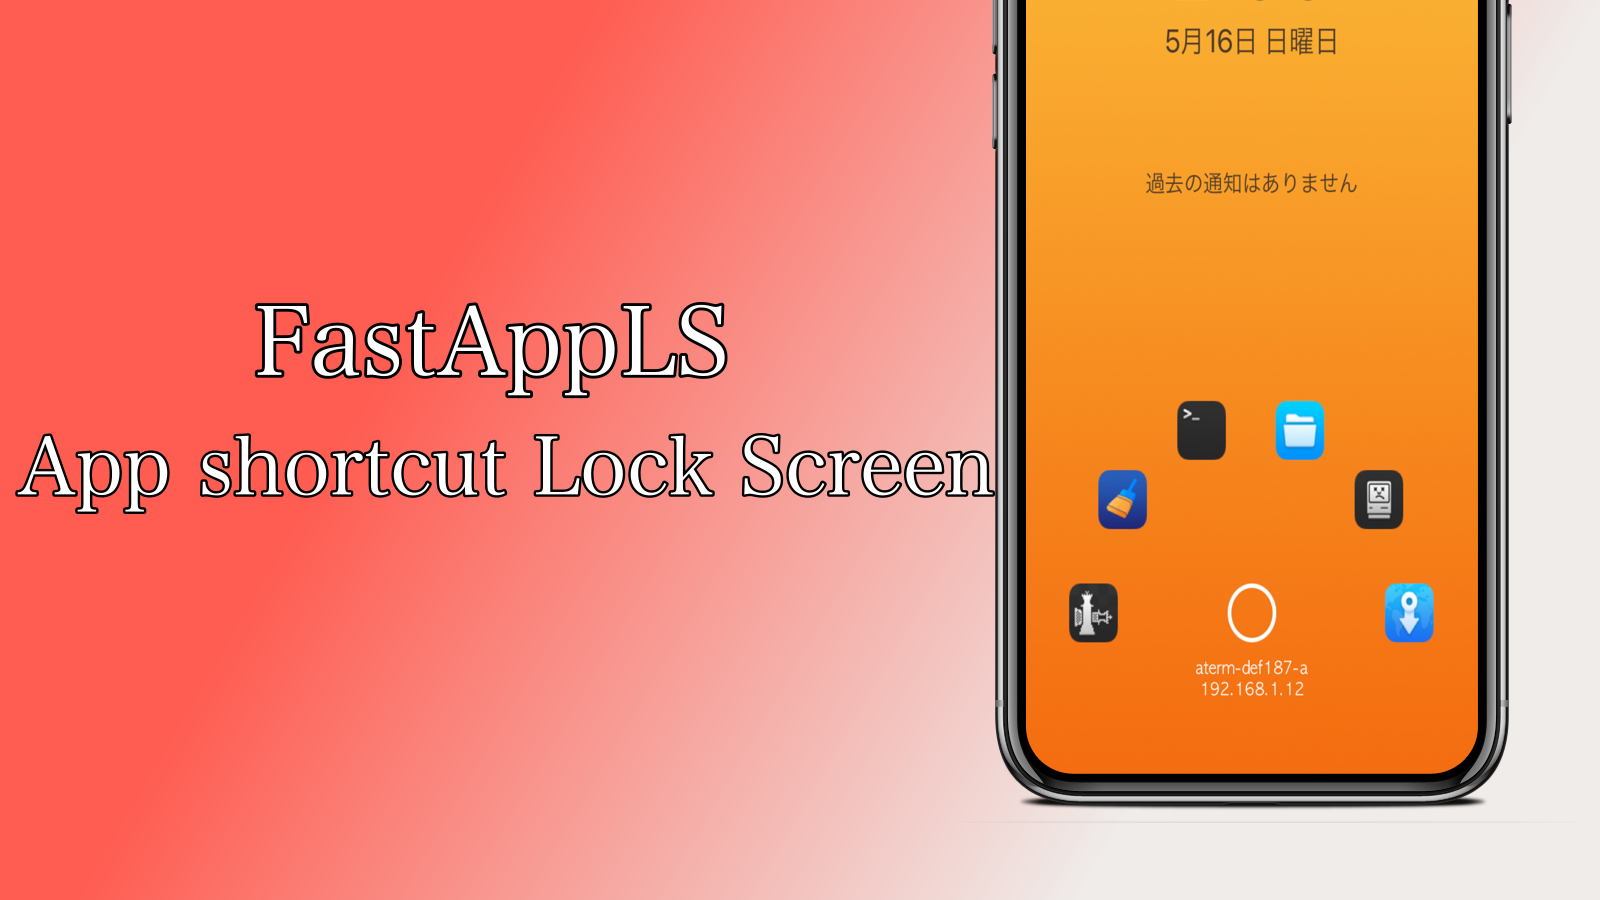 5月16日 日曜日
過去の通知はありません
FastAppLS
App shortcut Lock Screen
>_
aterm-def187-a
192.168.1.12